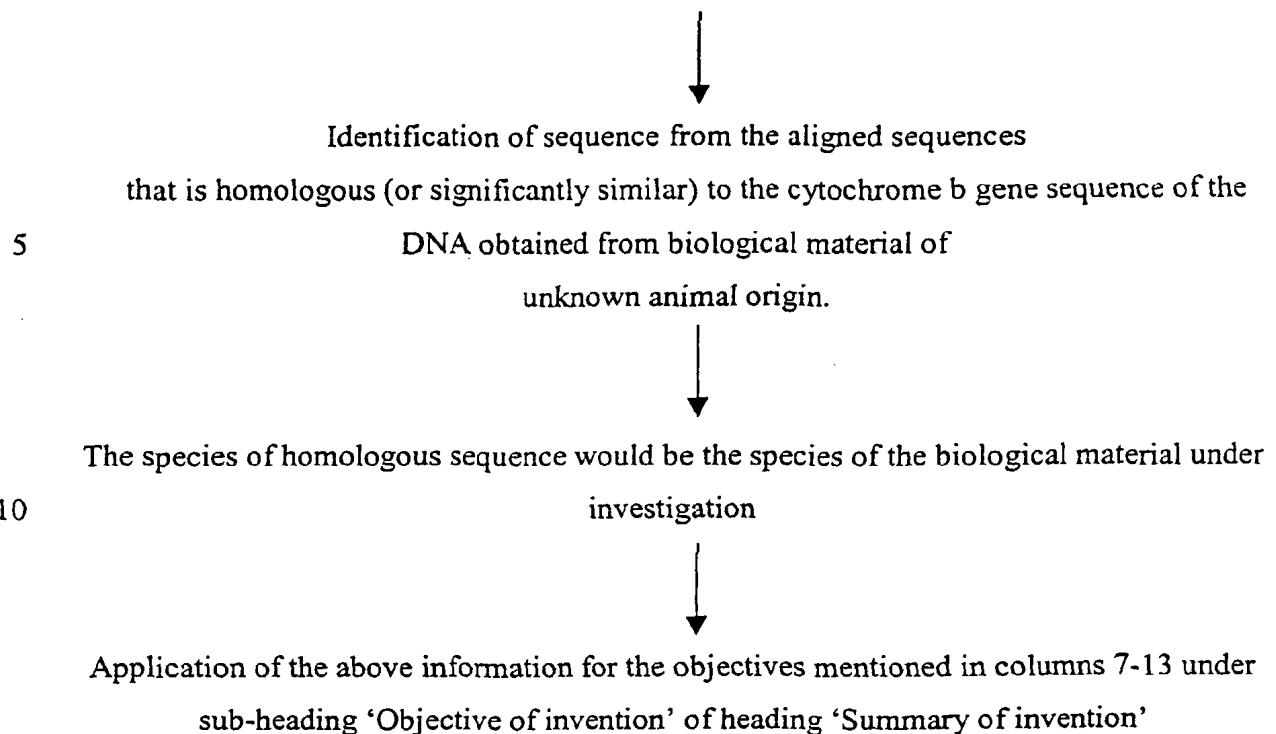 Identification of sequence from the aligned sequences
that is homologous (or significantly similar) to the cytochrome b gene sequence of the
5 DNA obtained from biological material of
unknown animal origin.
The species of homologous sequence would be the species of the biological material under
10 investigation
Application of the above information for the objectives mentioned in columns 7-13 under
sub-heading ‘Objective of invention’ of heading ‘Summary of invention’